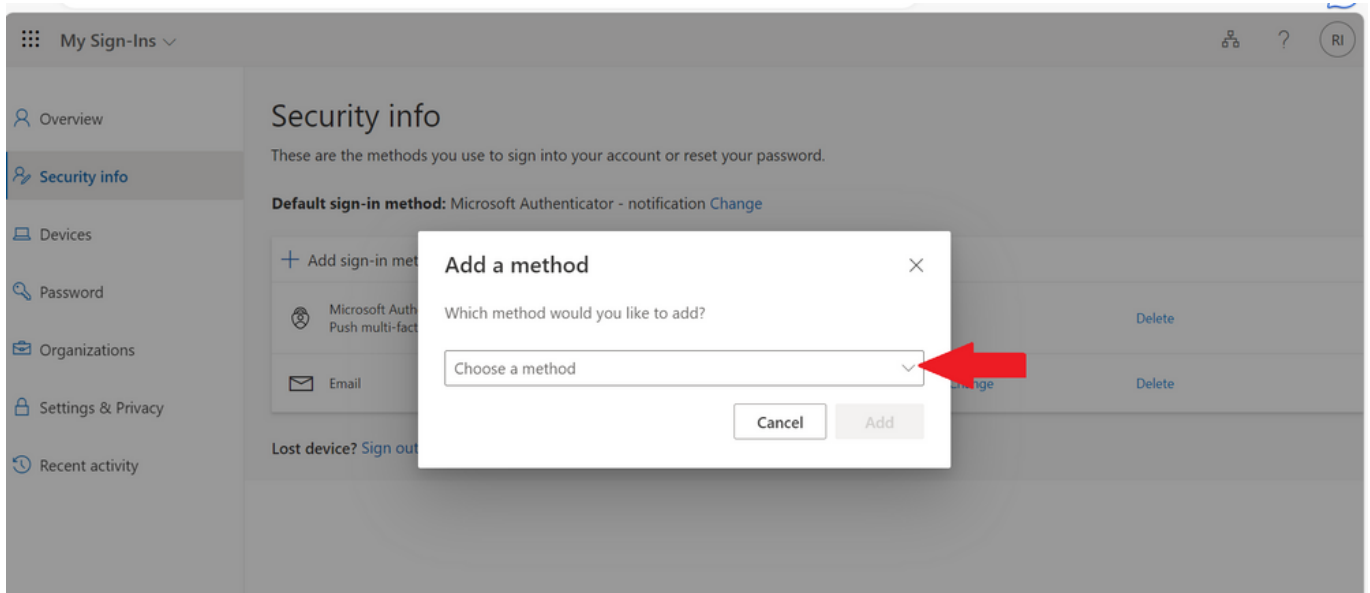 My Sign-Ins
? RI
Overview
Security info
Devices
Password
Organizations
Settings & Privacy
Recent activity
Security info
These are the methods you use to sign into your account or reset your password.
Default sign-in method: Microsoft Authenticator - notification Change
Add sign-in met
Microsoft Auth
Push multi-fact
Delete
Email
Delete
Lost device? Sign out
Add a method
Which method would you like to add?
Choose a method
Cancel Add